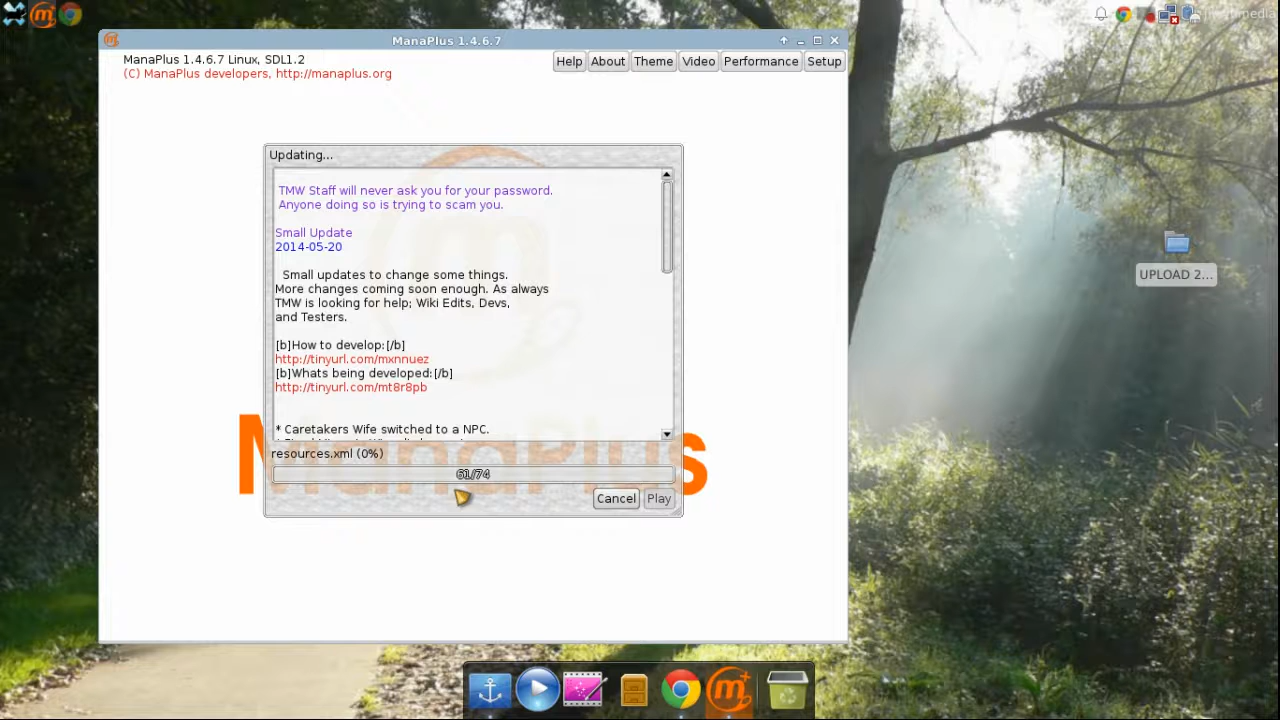 ManaPlus 1.4.6.7
ManaPlus 1.4.6.7 Linux, SDL1.2
(C) ManaPlus developers, http://manaplus.org
Help About Theme Video Performance Setup
Updating...
TMW Staff will never ask you for your password.
Anyone doing so is trying to scam you.
Small Update
2014-05-20
Small updates to change some things.
More changes coming soon enough. As always
TMW is looking for help; Wiki Edits, Devs,
and Testers.
[b]How to develop:[/b]
http://tinyurl.com/mxnnuez
[b]Whats being developed:[/b]
http://tinyurl.com/mt8r8pb
* Caretakers Wife switched to a NPC.
resources.xml (0%)
61/74
Cancel Play
ManaPlus
UPLOAD 2...